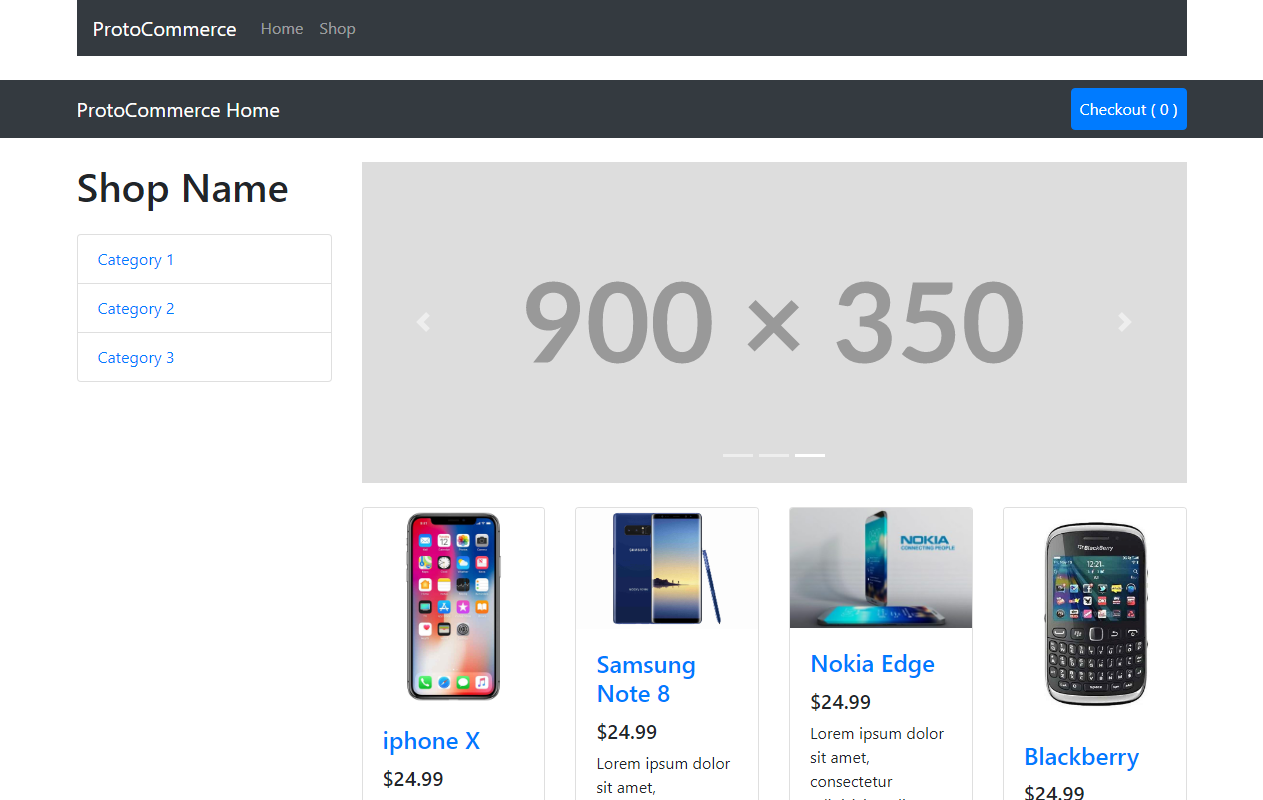 ProtoCommerce Home Shop
ProtoCommerce Home
Checkout ( 0 )
Shop Name
Category 1
Category 2
Category 3
900 × 350
NOKIA
CONNECTING PEOPLE
BlackBerry
iphone X
$24.99
Samsung
Note 8
$24.99
Lorem ipsum dolor
sit amet,
Nokia Edge
$24.99
Lorem ipsum dolor
sit amet,
consectetur
Blackberry
$24.99